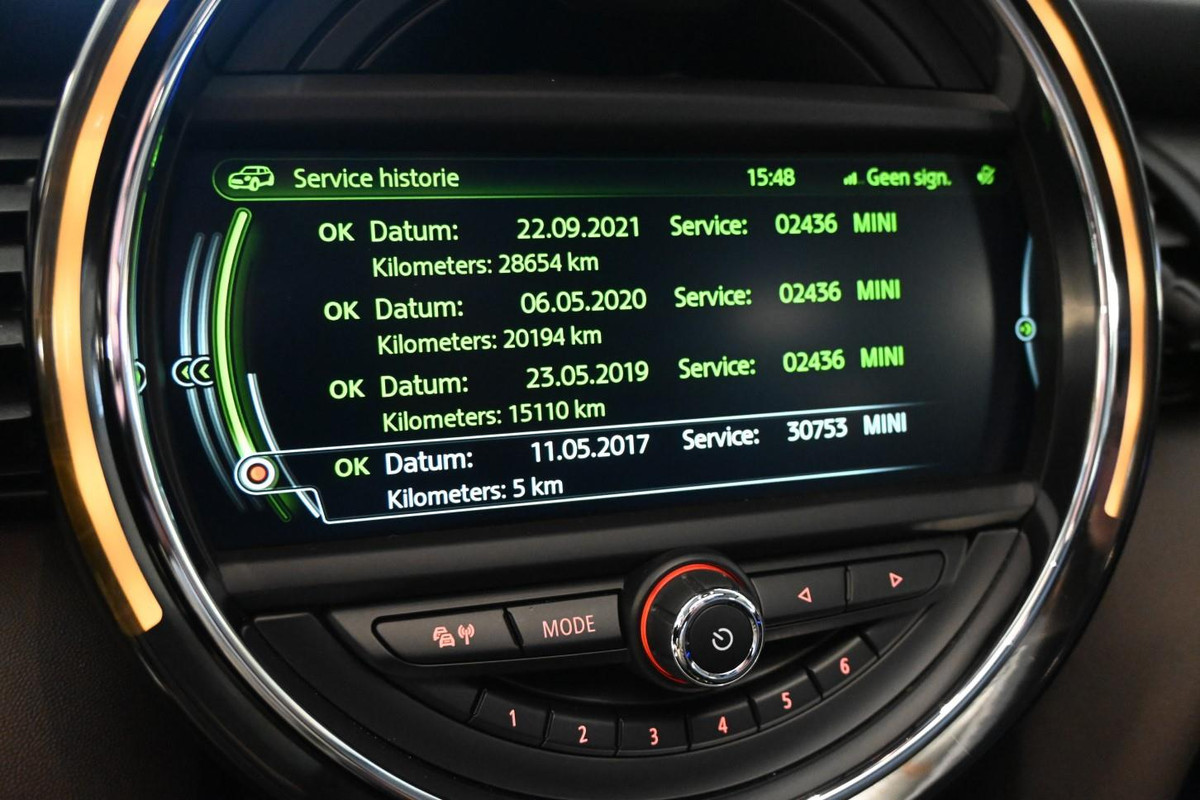 Service historie 15:48 Geen sign.
OK Datum: 22.09.2021 Service: 02436 MINI
Kilometers: 28654 km
OK Datum: 06.05.2020 Service: 02436 MINI
Kilometers: 20194 km
OK Datum: 23.05.2019 Service: 02436 MINI
Kilometers: 15110 km
OK Datum: 11.05.2017 Service: 30753 MINI
Kilometers: 5 km
MODE
1 2 3 4 5 6